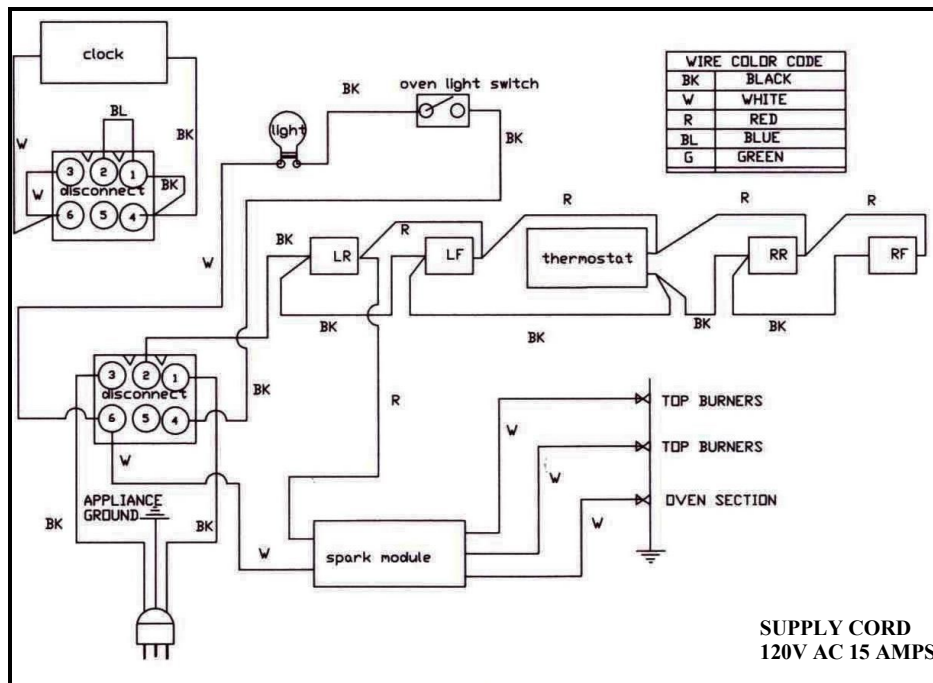 clock
WIRE COLOR CODE
BK BLACK
W WHITE
R RED
BL BLUE
G GREEN
BK oven light switch
light
BL
W BK BK
3 2 1
W disconnect BK
6 5 4
W BK R R R
LR LF thermostat RR RF
BK BK BK BK
3 2 1
disconnect BK
6 5 4
W R
TOP BURNERS
W
TOP BURNERS
W
OVEN SECTION
W
APPLIANCE
GROUND
BK BK
W spark module
SUPPLY CORD
120V AC 15 AMPS